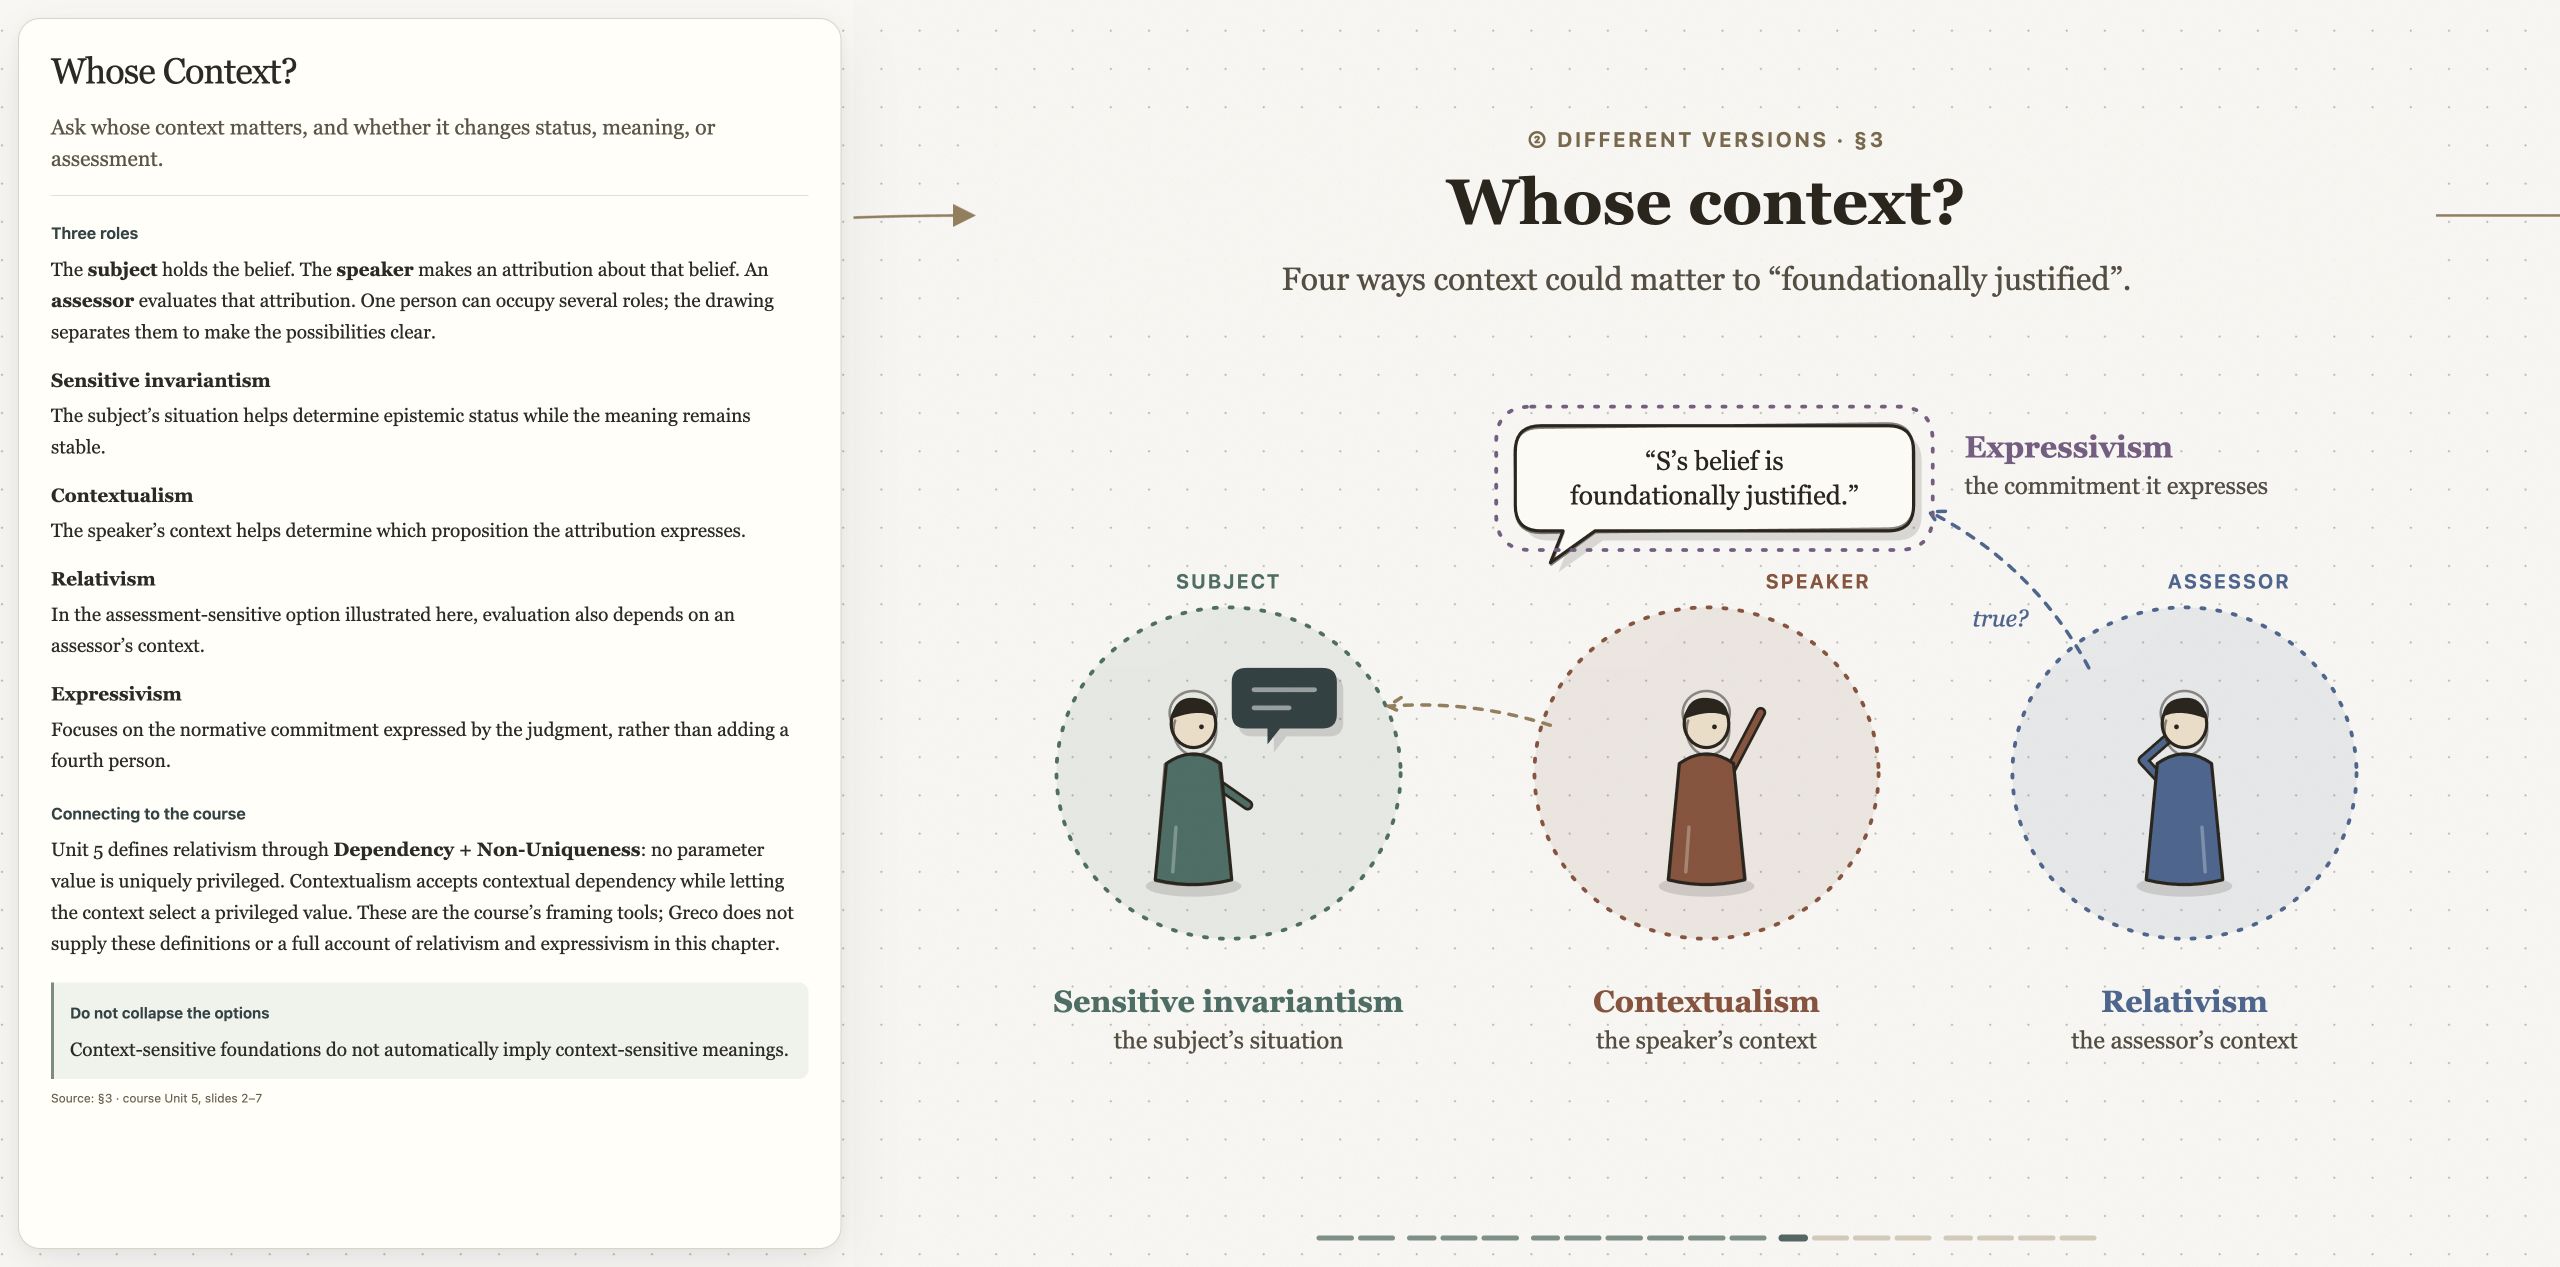 Whose Context?
Ask whose context matters, and whether it changes status, meaning, or
assessment.
Three roles
The subject holds the belief. The speaker makes an attribution about that belief. An
assessor evaluates that attribution. One person can occupy several roles; the drawing
separates them to make the possibilities clear.
Sensitive invariantism
The subject’s situation helps determine epistemic status while the meaning remains
stable.
Contextualism
The speaker’s context helps determine which proposition the attribution expresses.
Relativism
In the assessment-sensitive option illustrated here, evaluation also depends on an
assessor’s context.
Expressivism
Focuses on the normative commitment expressed by the judgment, rather than adding a
fourth person.
Connecting to the course
Unit 5 defines relativism through Dependency + Non-Uniqueness: no parameter
value is uniquely privileged. Contextualism accepts contextual dependency while letting
the context select a privileged value. These are the course’s framing tools; Greco does not
supply these definitions or a full account of relativism and expressivism in this chapter.
Do not collapse the options
Context-sensitive foundations do not automatically imply context-sensitive meanings.
Source: §3 · course Unit 5, slides 2–7
② DIFFERENT VERSIONS · §3
Whose context?
Four ways context could matter to “foundationally justified”.
“S’s belief is
foundationally justified.”
Expressivism
the commitment it expresses
SUBJECT
SPEAKER
ASSESSOR
true?
Sensitive invariantism
the subject’s situation
Contextualism
the speaker’s context
Relativism
the assessor’s context